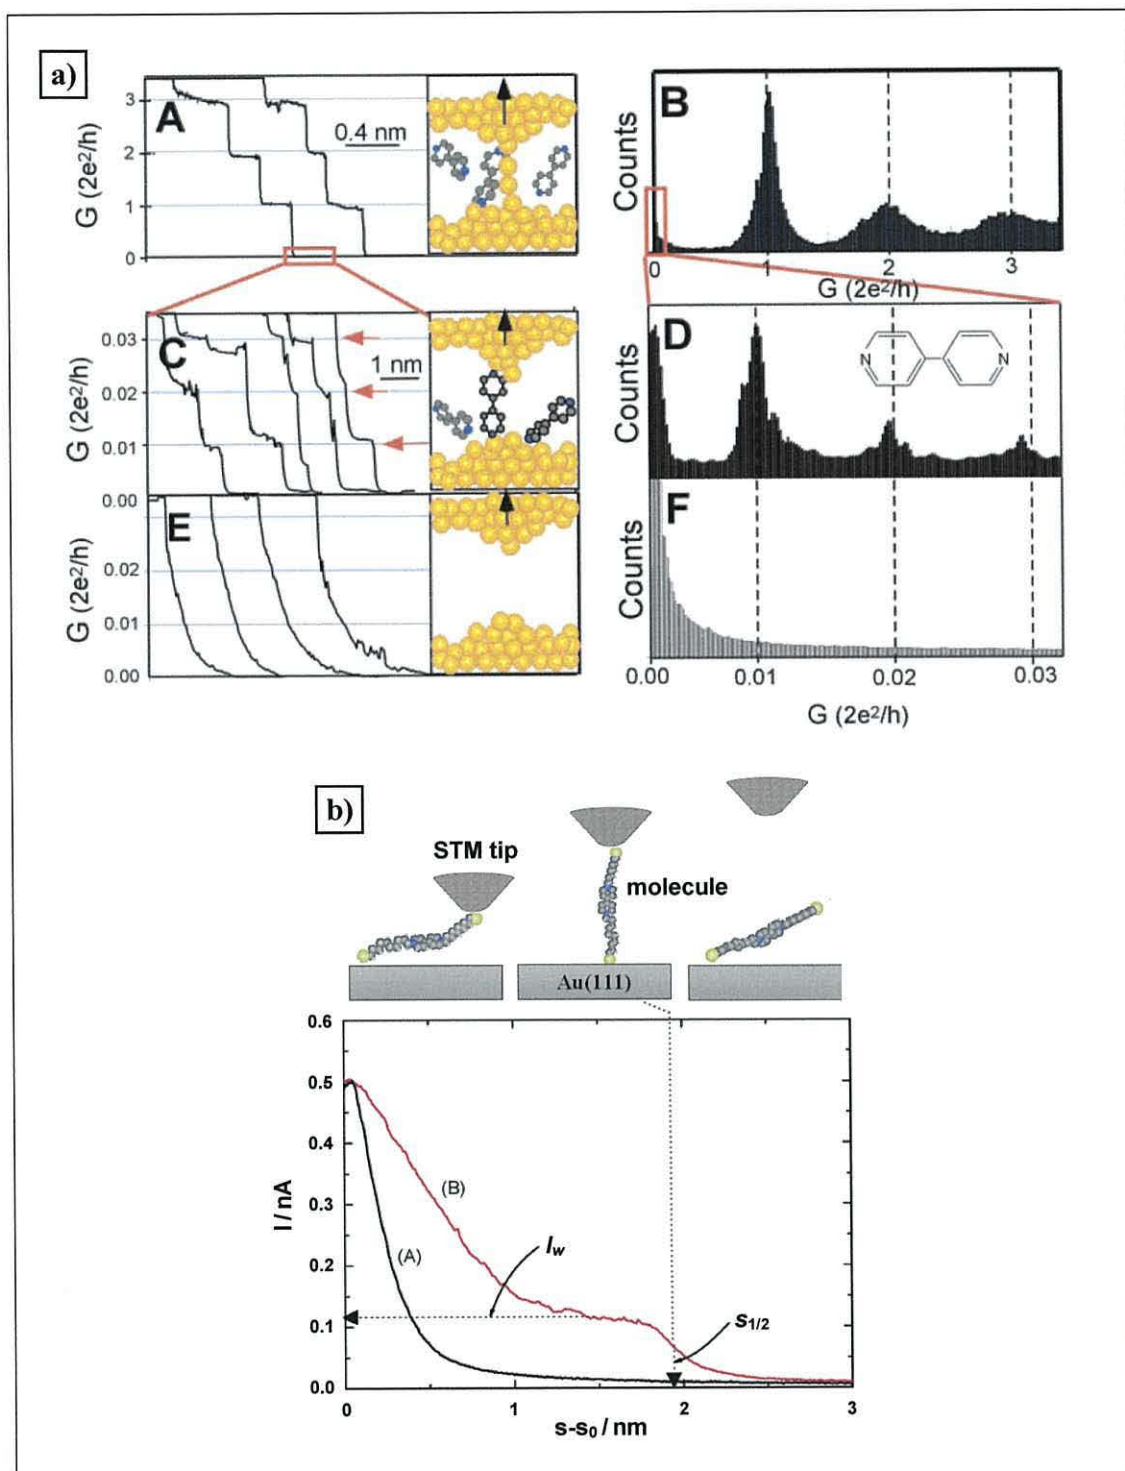 a)
A
G (2e²/h)
3
2
1
0
0.4 nm
B
Counts
0
1
2
3
G (2e²/h)
C
G (2e²/h)
0.03
0.02
0.01
1 nm
D
Counts
N
N
E
G (2e²/h)
0.00
0.02
0.01
0.00
F
Counts
0.00
0.01
0.02
0.03
G (2e²/h)
b)
STM tip
molecule
Au(111)
0.6
0.5
0.4
0.3
0.2
0.1
0.0
I / nA
(B)
(A)
I_w
s_1/2
0
1
2
3
s-s₀ / nm